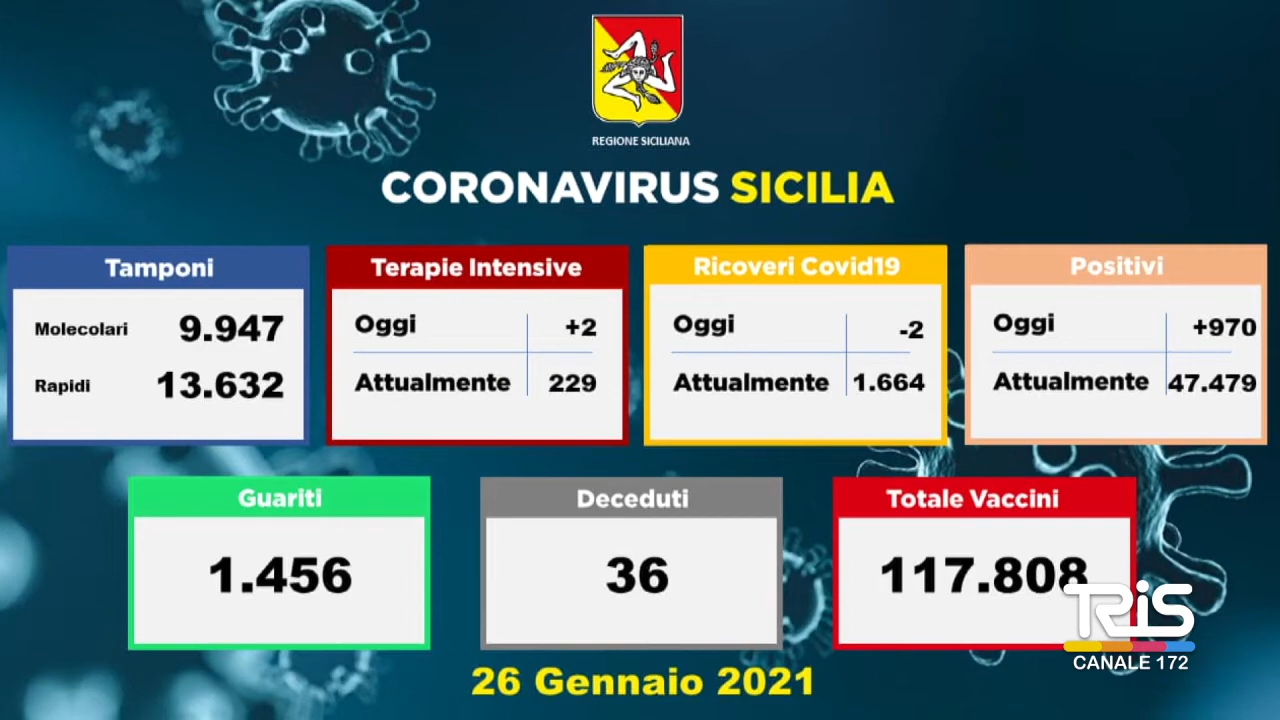 REGIONE SICILIANA
CORONAVIRUS SICILIA
Tamponi
Molecolari 9.947
Rapidi 13.632
Terapie Intensive
Oggi +2
Attualmente 229
Ricoveri Covid19
Oggi -2
Attualmente 1.664
Positivi
Oggi +970
Attualmente 47.479
Guariti
1.456
Deceduti
36
Totale Vaccini
117.808
TRiS
CANALE 172
26 Gennaio 2021